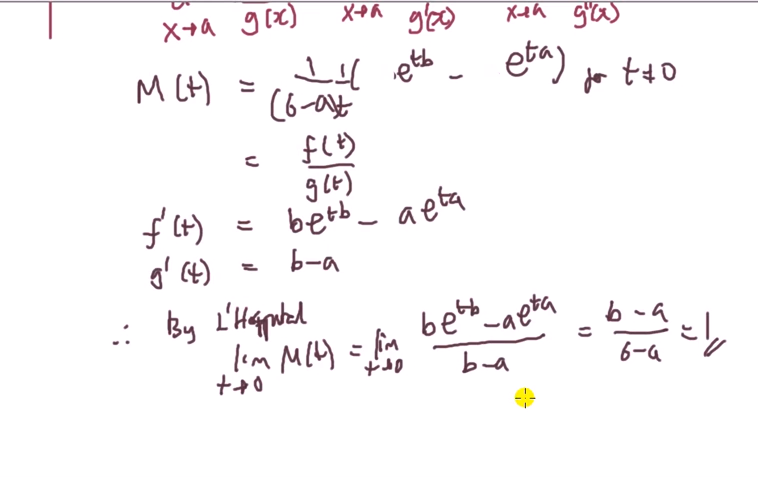 x→a g(x) x→a g'(x) x→a g''(x)
M(t) = 1/(b-a) 1/t (e^{tb} - e^{ta}) for t≠0
= f(t)/g(t)
f'(t) = be^{tb} - ae^{ta}
g'(t) = b-a
∴ By L'Hopital
lim t→0 M(t) = lim t→0 (be^{tb} - ae^{ta})/(b-a) = (b-a)/(b-a) = 1